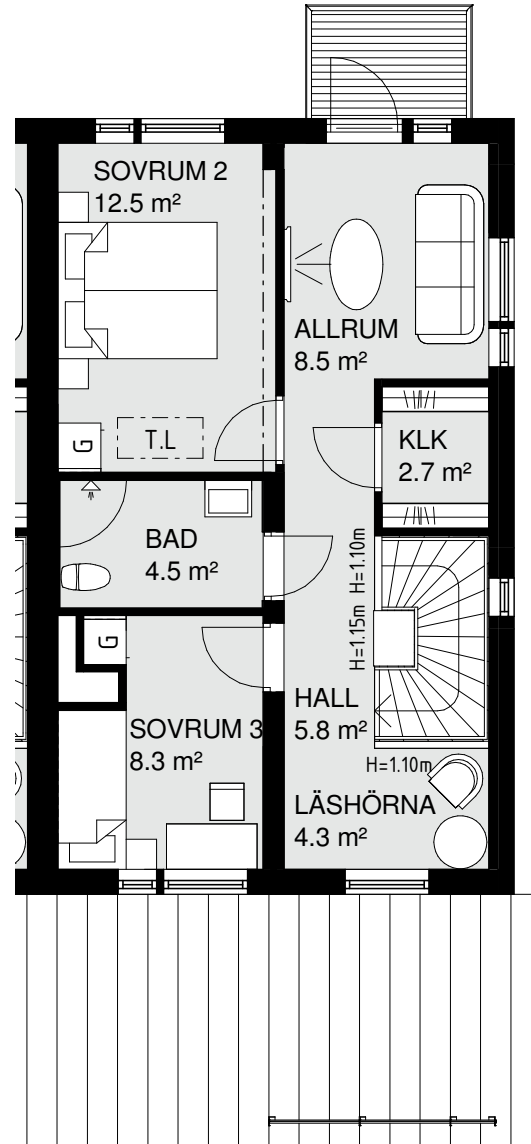 SOVRUM 2
12.5 m²
ALLRUM
8.5 m²
G
T.L
KLK
2.7 m²
BAD
4.5 m²
H=1.15m H=1.10m
G
HALL
5.8 m²
SOVRUM 3
8.3 m²
H=1.10m
LÄSHÖRNA
4.3 m²